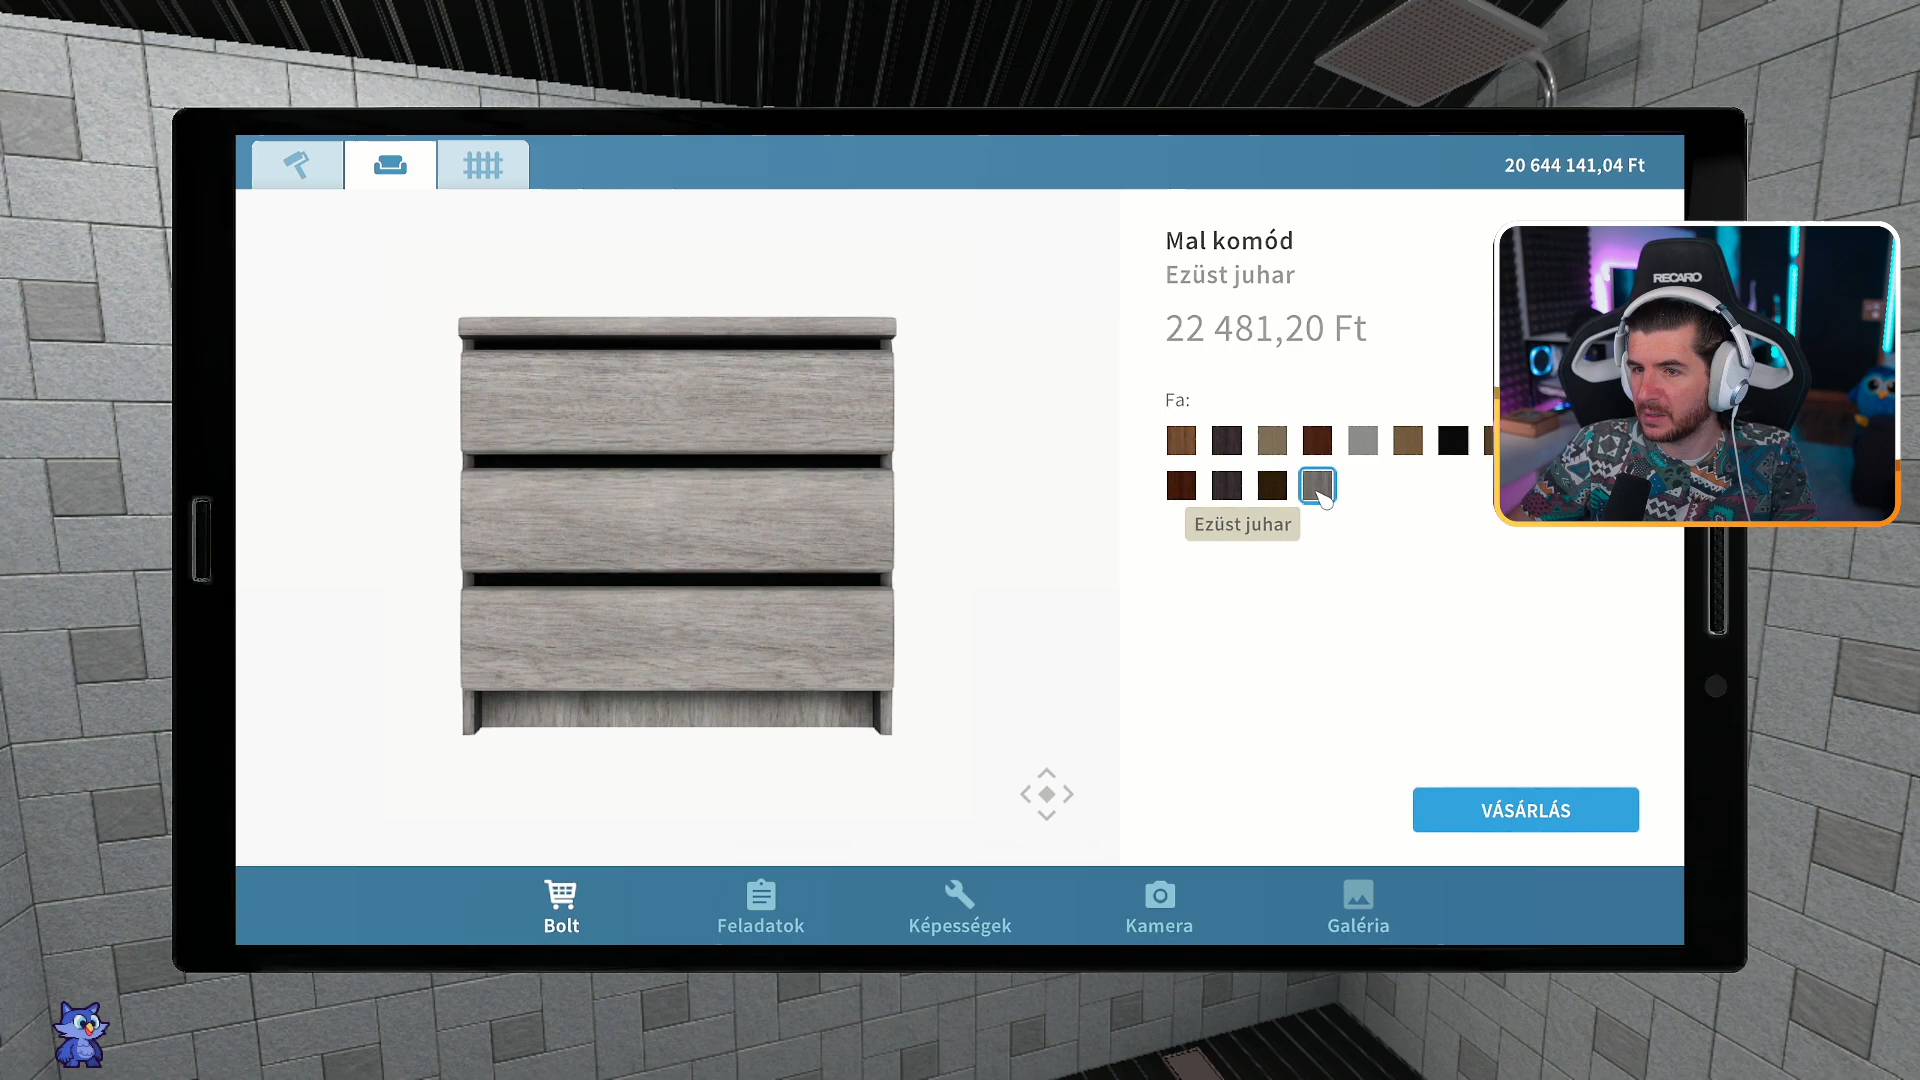 20 644 141,04 Ft
Mal komód
Ezüst juhar
22 481,20 Ft
Fa:
Ezüst juhar
RECARO
VÁSÁRLÁS
Bolt
Feladatok
Képességek
Kamera
Galéria